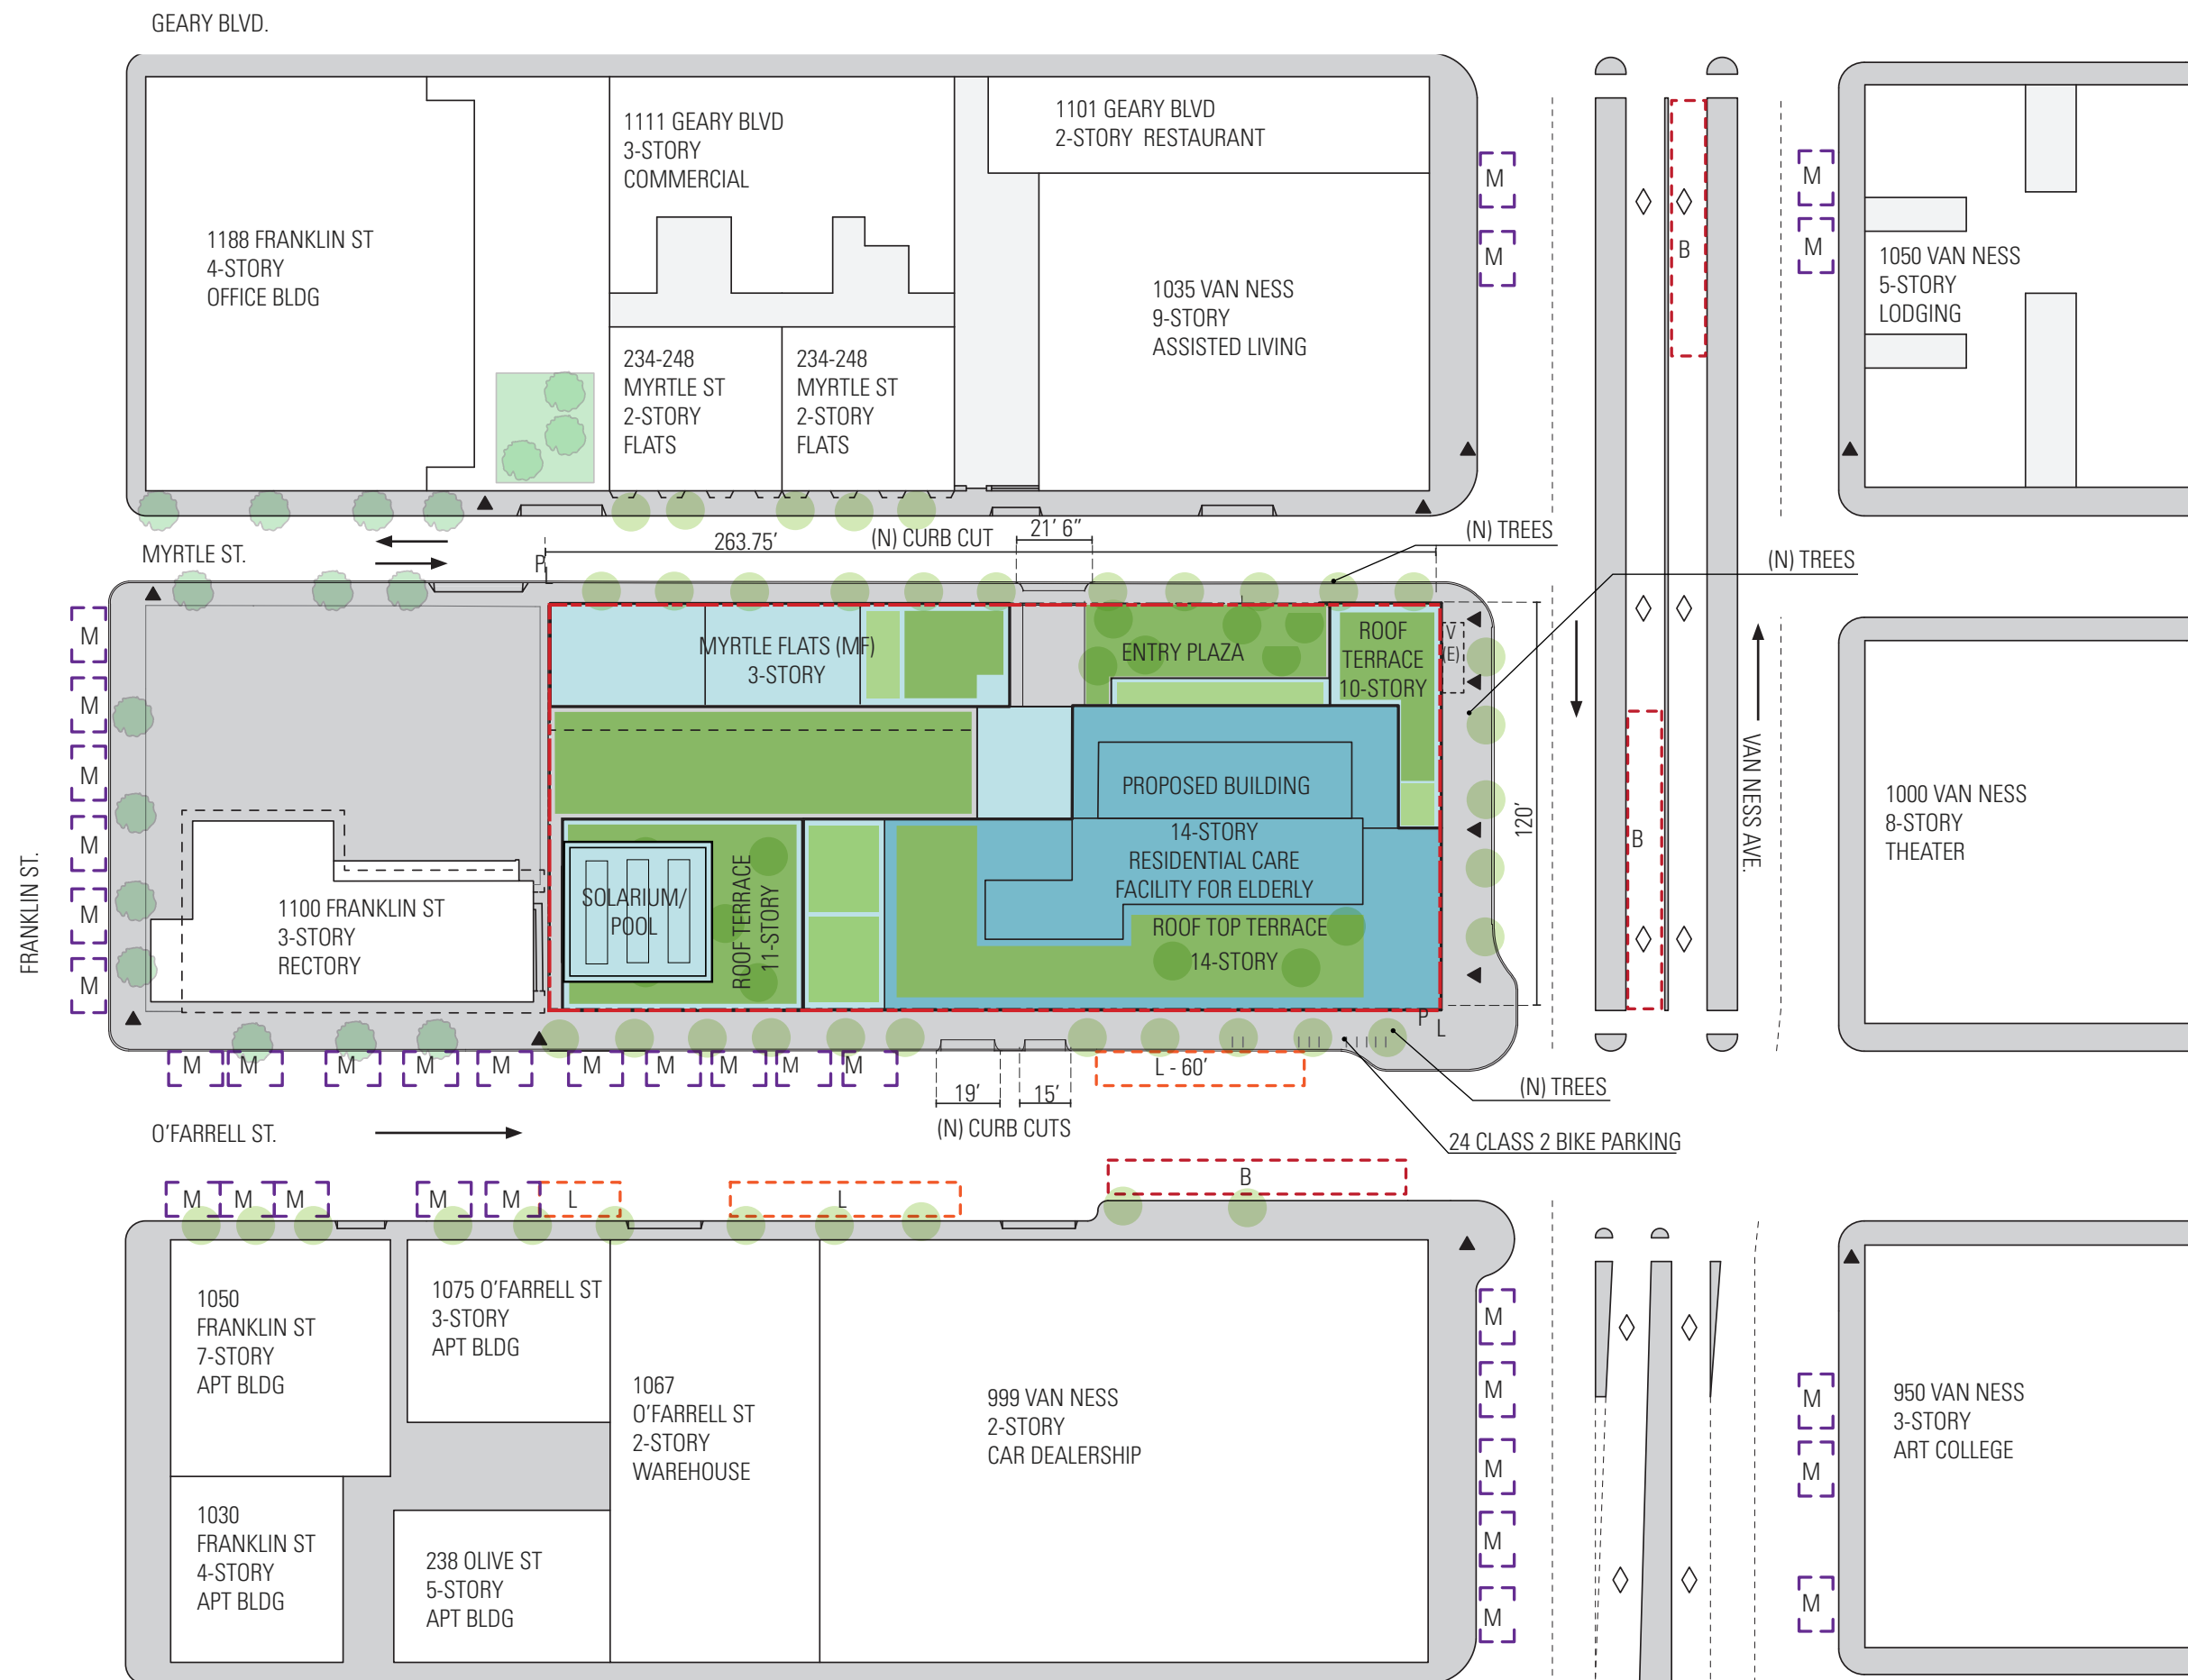 GEARY BLVD.
1188 FRANKLIN ST
4-STORY
OFFICE BLDG
1111 GEARY BLVD
3-STORY
COMMERCIAL
1101 GEARY BLVD
2-STORY RESTAURANT
234-248
MYRTLE ST
2-STORY
FLATS
234-248
MYRTLE ST
2-STORY
FLATS
1035 VAN NESS
9-STORY
ASSISTED LIVING
M
M
B
M
M
1050 VAN NESS
5-STORY
LODGING
MYRTLE ST.
PL
263.75'
(N) CURB CUT
21' 6"
(N) TREES
(N) TREES
M
M
M
M
M
M
FRANKLIN ST.
MYRTLE FLATS (MF)
3-STORY
ENTRY PLAZA
ROOF
TERRACE
10-STORY
V
(E)
PROPOSED BUILDING
14-STORY
RESIDENTIAL CARE
FACILITY FOR ELDERLY
ROOF TOP TERRACE
14-STORY
SOLARIUM/
POOL
ROOF TERRACE
11-STORY
1100 FRANKLIN ST
3-STORY
RECTORY
120'
B
VAN NESS AVE.
1000 VAN NESS
8-STORY
THEATER
P L
M
M
M
M
M
M
M
M
M
M
L - 60'
19'
15'
(N) CURB CUTS
(N) TREES
24 CLASS 2 BIKE PARKING
O'FARRELL ST.
M
M
M
M
M
L
L
B
1050
FRANKLIN ST
7-STORY
APT BLDG
1075 O'FARRELL ST
3-STORY
APT BLDG
1067
O'FARRELL ST
2-STORY
WAREHOUSE
999 VAN NESS
2-STORY
CAR DEALERSHIP
1030
FRANKLIN ST
4-STORY
APT BLDG
238 OLIVE ST
5-STORY
APT BLDG
M
M
M
M
M
M
M
M
950 VAN NESS
3-STORY
ART COLLEGE